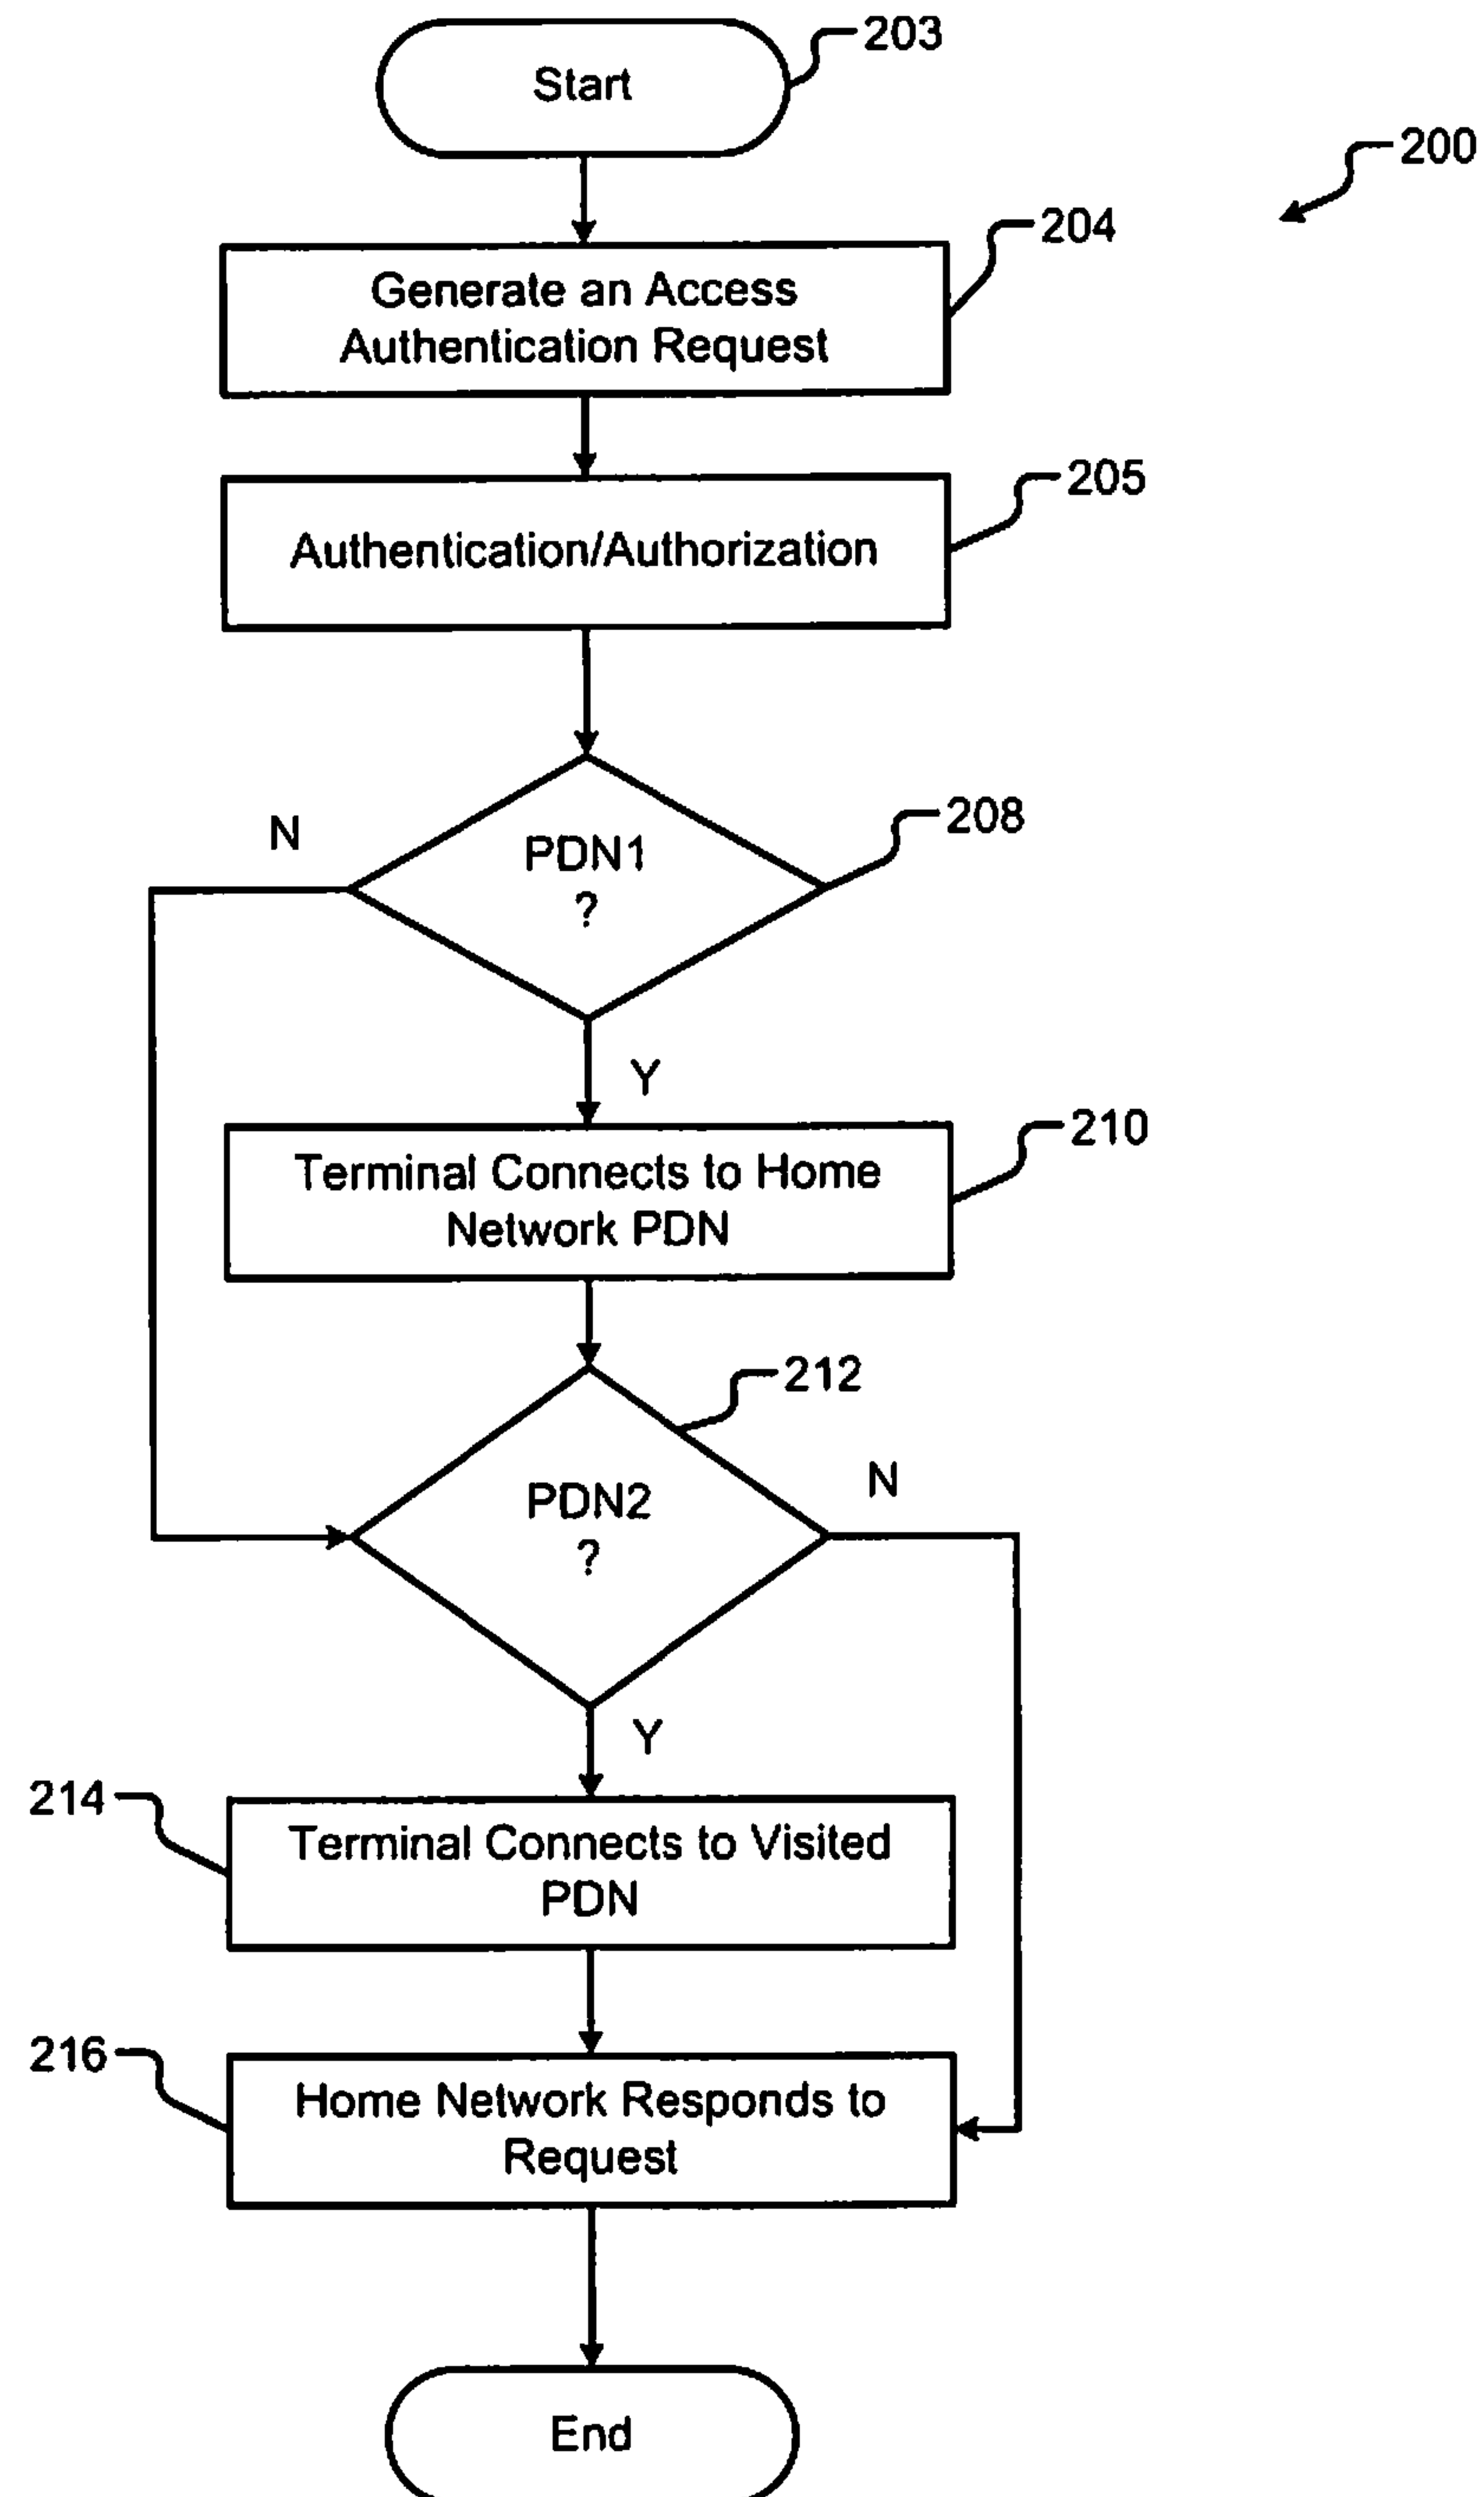 203
Start
200
204
Generate an Access
Authentication Request
205
Authentication/Authorization
208
N
PDN1
?
Y
210
Terminal Connects to Home
Network PDN
212
N
PDN2
?
Y
214
Terminal Connects to Visited
PDN
216
Home Network Responds to
Request
End